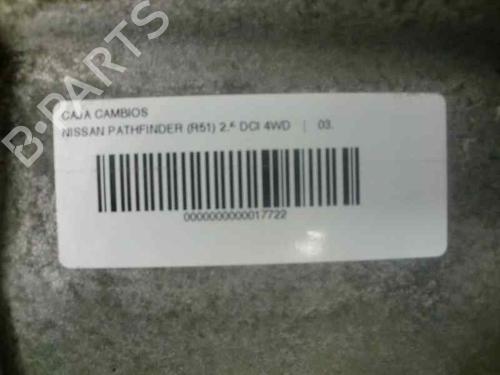 B-PARTS
CAJA CAMBIOS
NISSAN PATHFINDER (R51) 2.5 DCI 4WD | 03.
0000000000017722